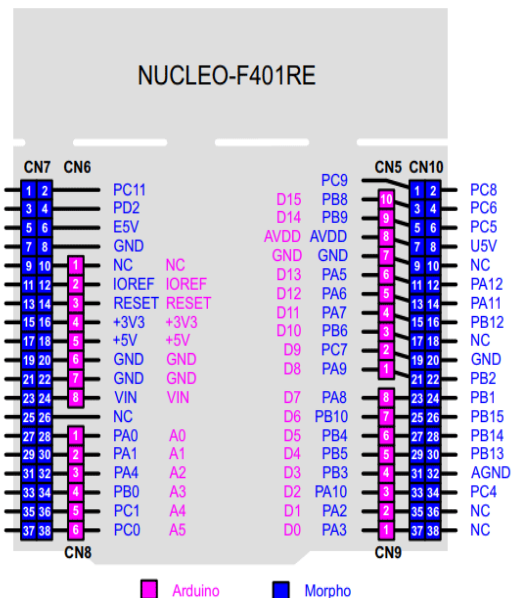 NUCLEO-F401RE
CN7 CN6 CN5 CN10
PC9
1 2 PC11 1 2 PC8
3 4 PD2 D15 PB8 10 3 4 PC6
5 6 E5V D14 PB9 9 5 6 PC5
7 8 GND AVDD AVDD 8 7 8 U5V
9 10 1 NC NC GND GND 7 9 10 NC
11 12 2 IOREF IOREF D13 PA5 6 11 12 PA12
13 14 3 RESET RESET D12 PA6 5 13 14 PA11
15 16 4 +3V3 +3V3 D11 PA7 4 15 16 PB12
17 18 5 +5V +5V D10 PB6 3 17 18 NC
19 20 6 GND GND D9 PC7 2 19 20 GND
21 22 7 GND GND D8 PA9 1 21 22 PB2
23 24 8 VIN VIN D7 PA8 8 23 24 PB1
25 26 NC D6 PB10 7 25 26 PB15
27 28 1 PA0 A0 D5 PB4 6 27 28 PB14
29 30 2 PA1 A1 D4 PB5 5 29 30 PB13
31 32 3 PA4 A2 D3 PB3 4 31 32 AGND
33 34 4 PB0 A3 D2 PA10 3 33 34 PC4
35 36 5 PC1 A4 D1 PA2 2 35 36 NC
37 38 6 PC0 A5 D0 PA3 1 37 38 NC
CN8 CN9
Arduino Morpho